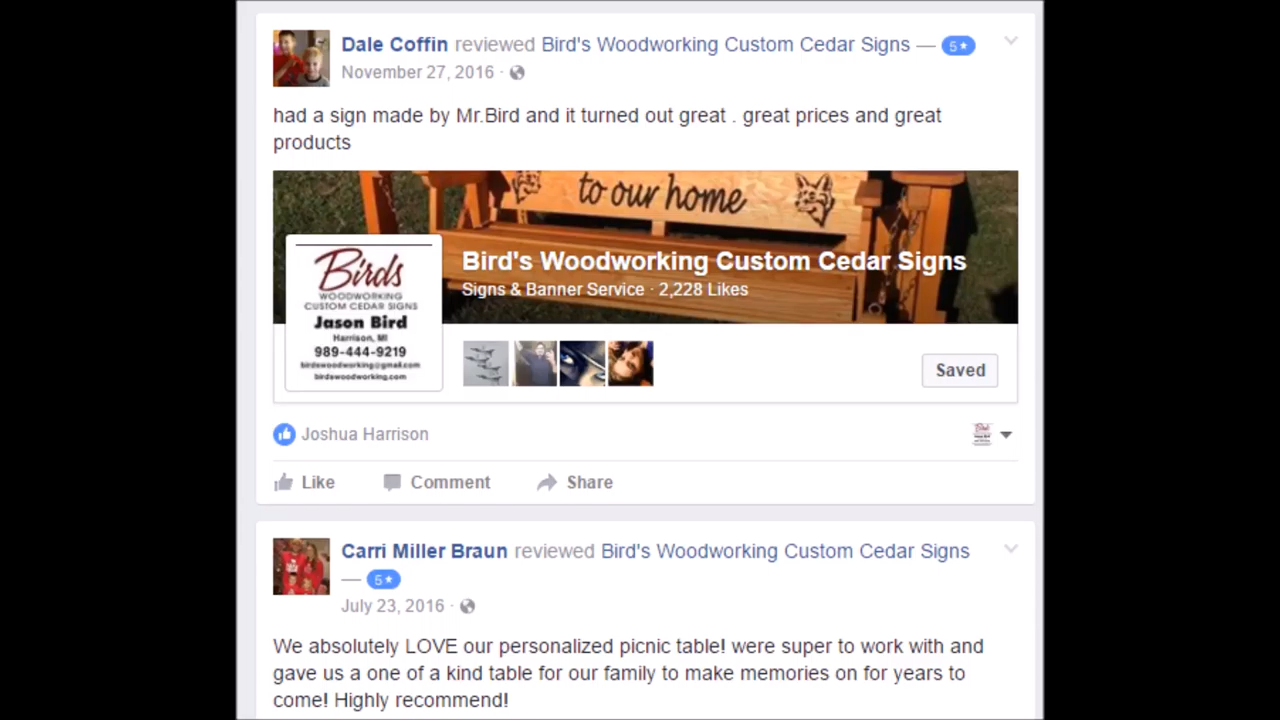 Dale Coffin reviewed Bird's Woodworking Custom Cedar Signs — 5★
November 27, 2016 ·
had a sign made by Mr.Bird and it turned out great . great prices and great
products
to our home
Birds
WOODWORKING
CUSTOM CEDAR SIGNS
Jason Bird
Harrison, MI
989-444-9219
birdswoodworking@gmail.com
birdswoodworking.com
Bird's Woodworking Custom Cedar Signs
Signs & Banner Service · 2,228 Likes
Saved
Joshua Harrison
Like Comment Share
Carri Miller Braun reviewed Bird's Woodworking Custom Cedar Signs
— 5★
July 23, 2016 ·
We absolutely LOVE our personalized picnic table! were super to work with and
gave us a one of a kind table for our family to make memories on for years to
come! Highly recommend!